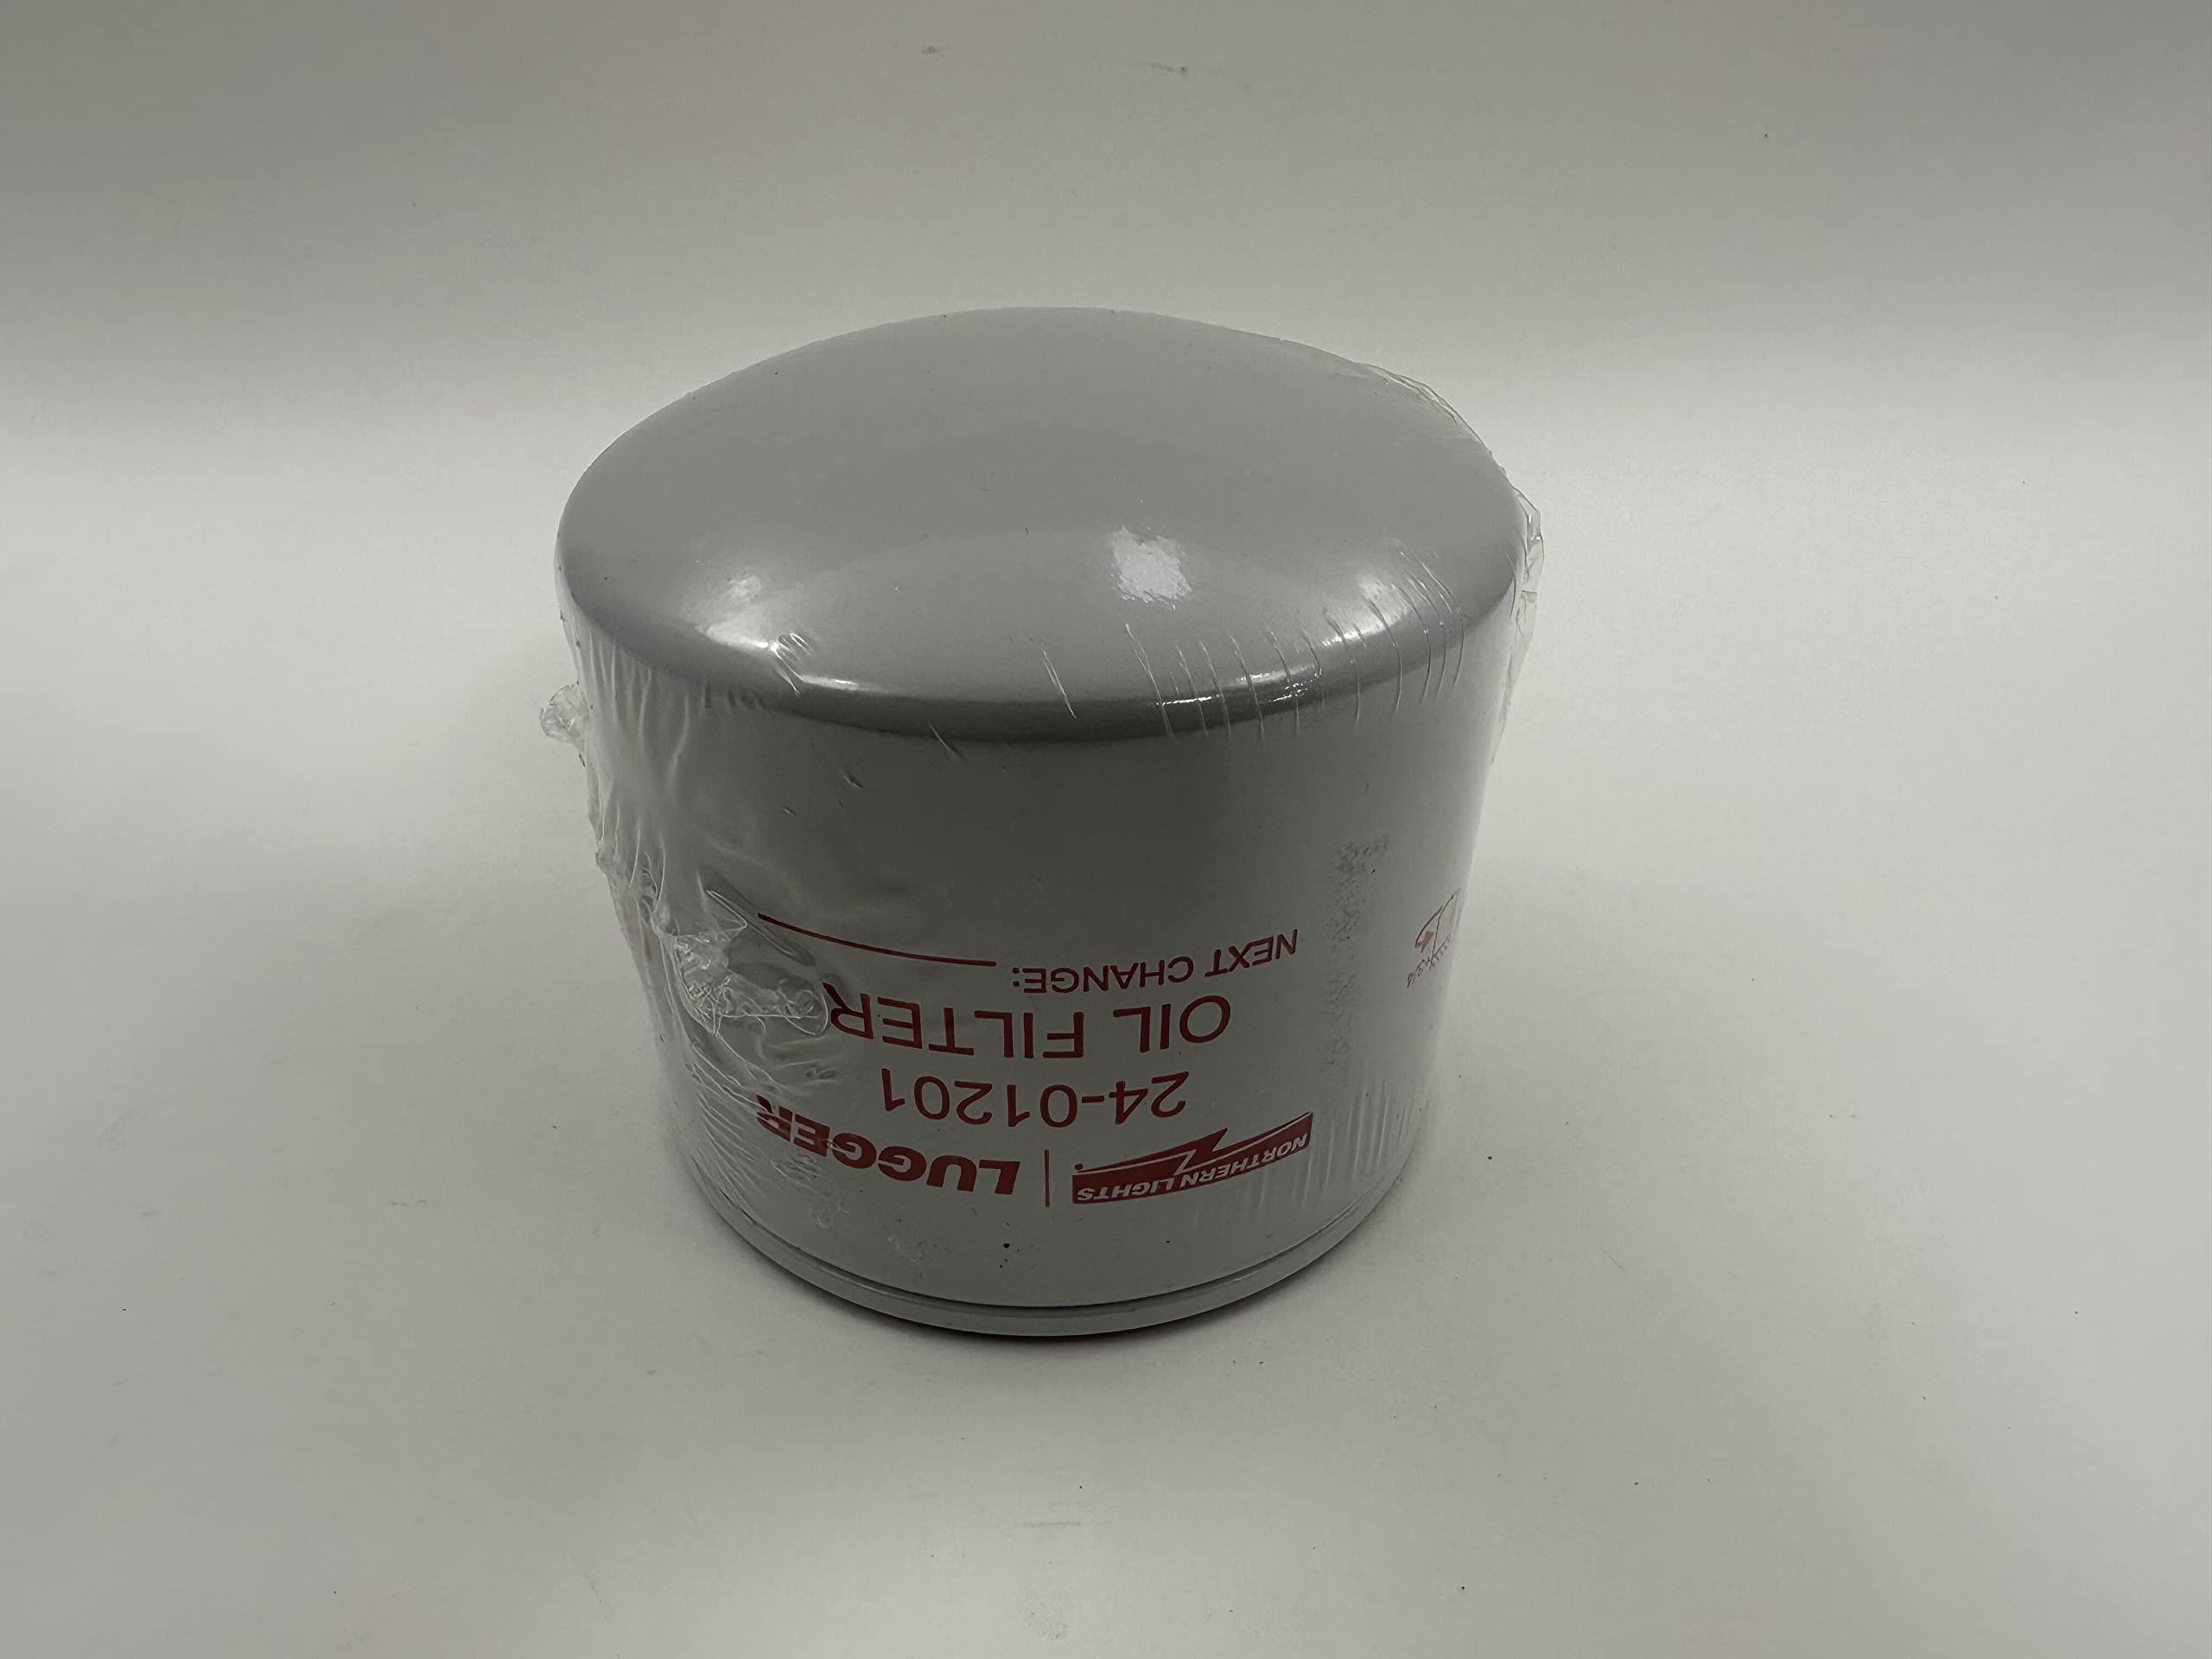 NORTHERN LIGHTS | LUGGER
24-01201
OIL FILTER
NEXT CHANGE: